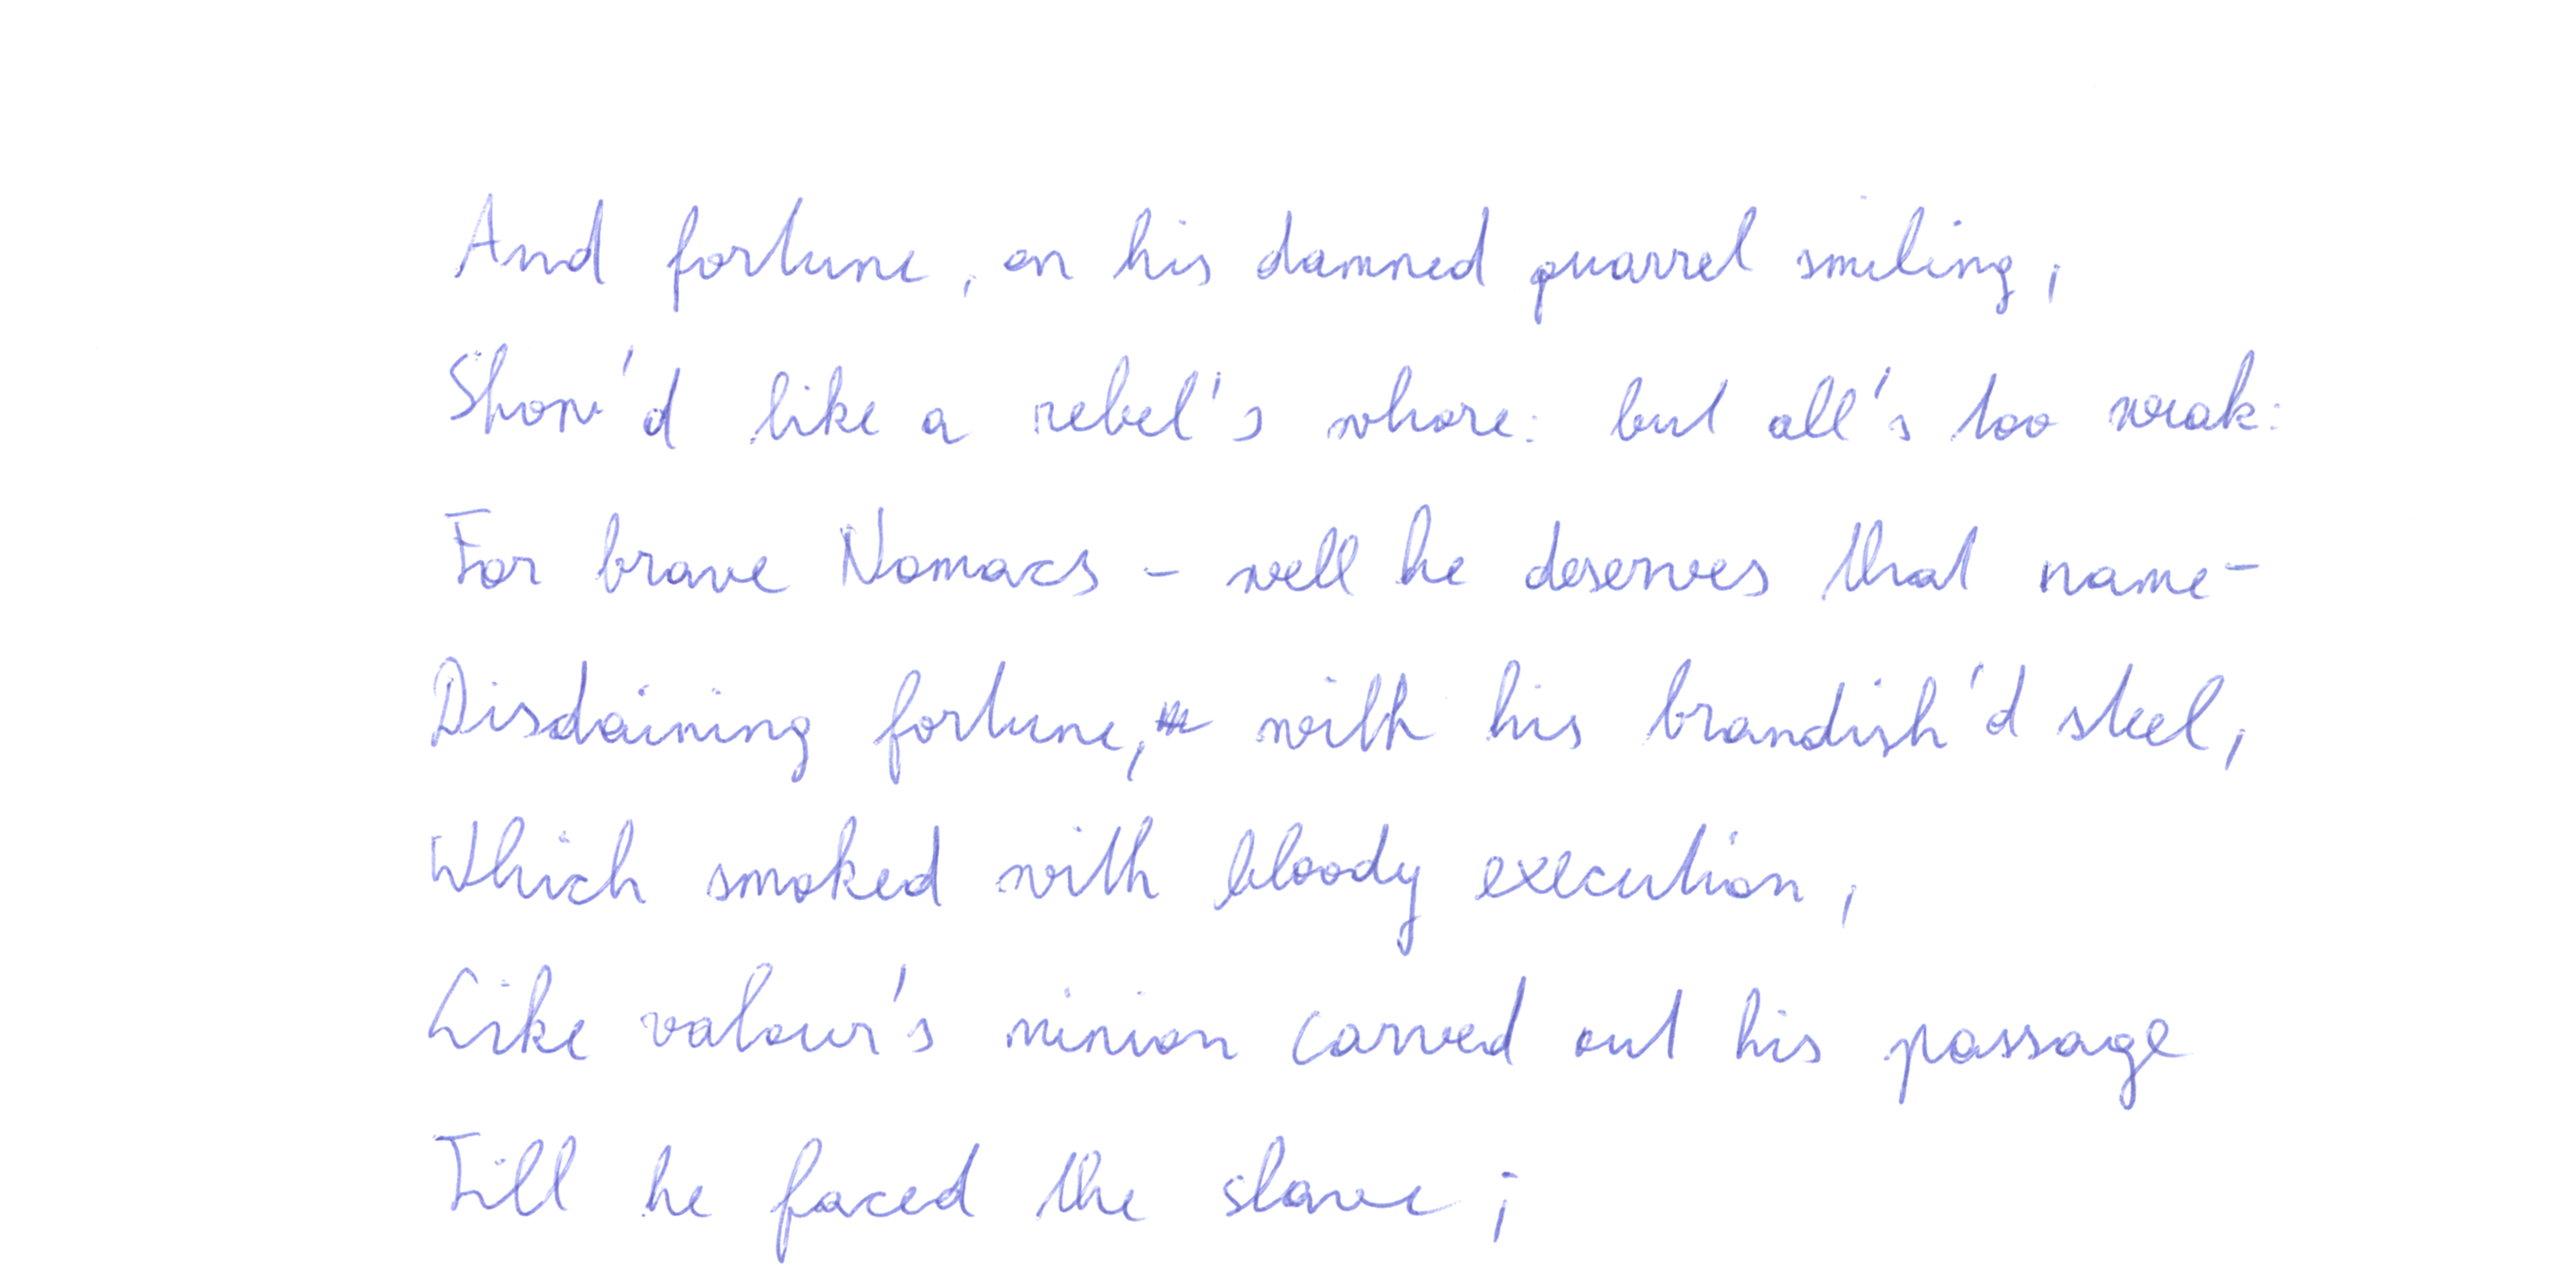 And fortune, on his damned quarrel smiling,
Show'd like a rebel's whore: but all's too weak:
For brave Nomacs - well he deserves that name-
Disdaining fortune, with his brandish'd steel,
Which smoked with bloody execution,
Like valour's minion carved out his passage
Till he faced the slave;